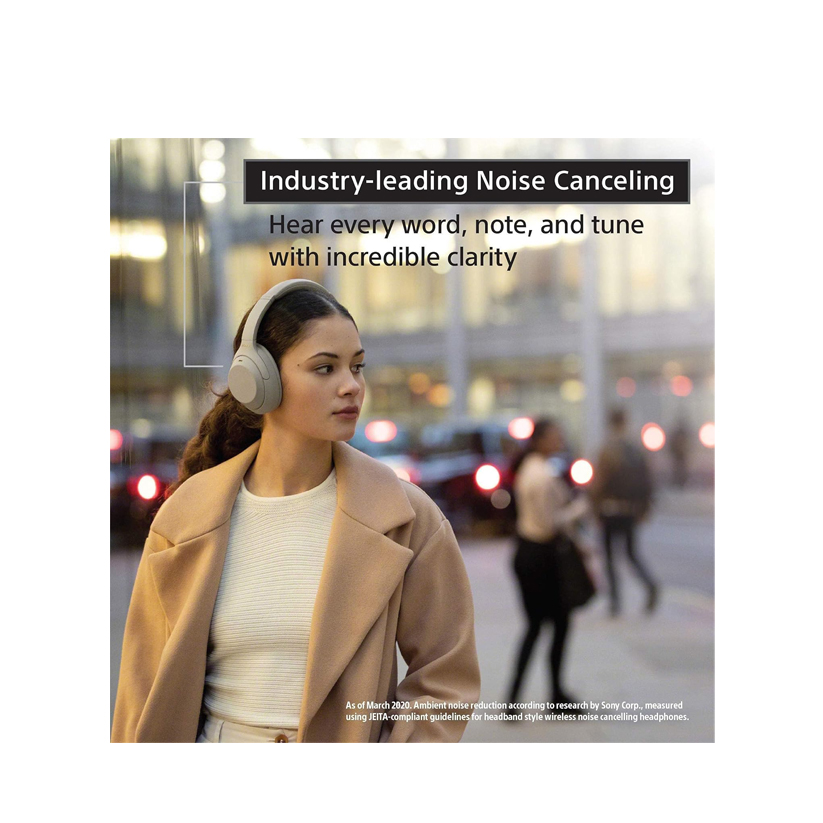 Industry-leading Noise Canceling
Hear every word, note, and tune
with incredible clarity
As of March 2020. Ambient noise reduction according to research by Sony Corp., measured
using JEITA-compliant guidelines for headband style wireless noise cancelling headphones.